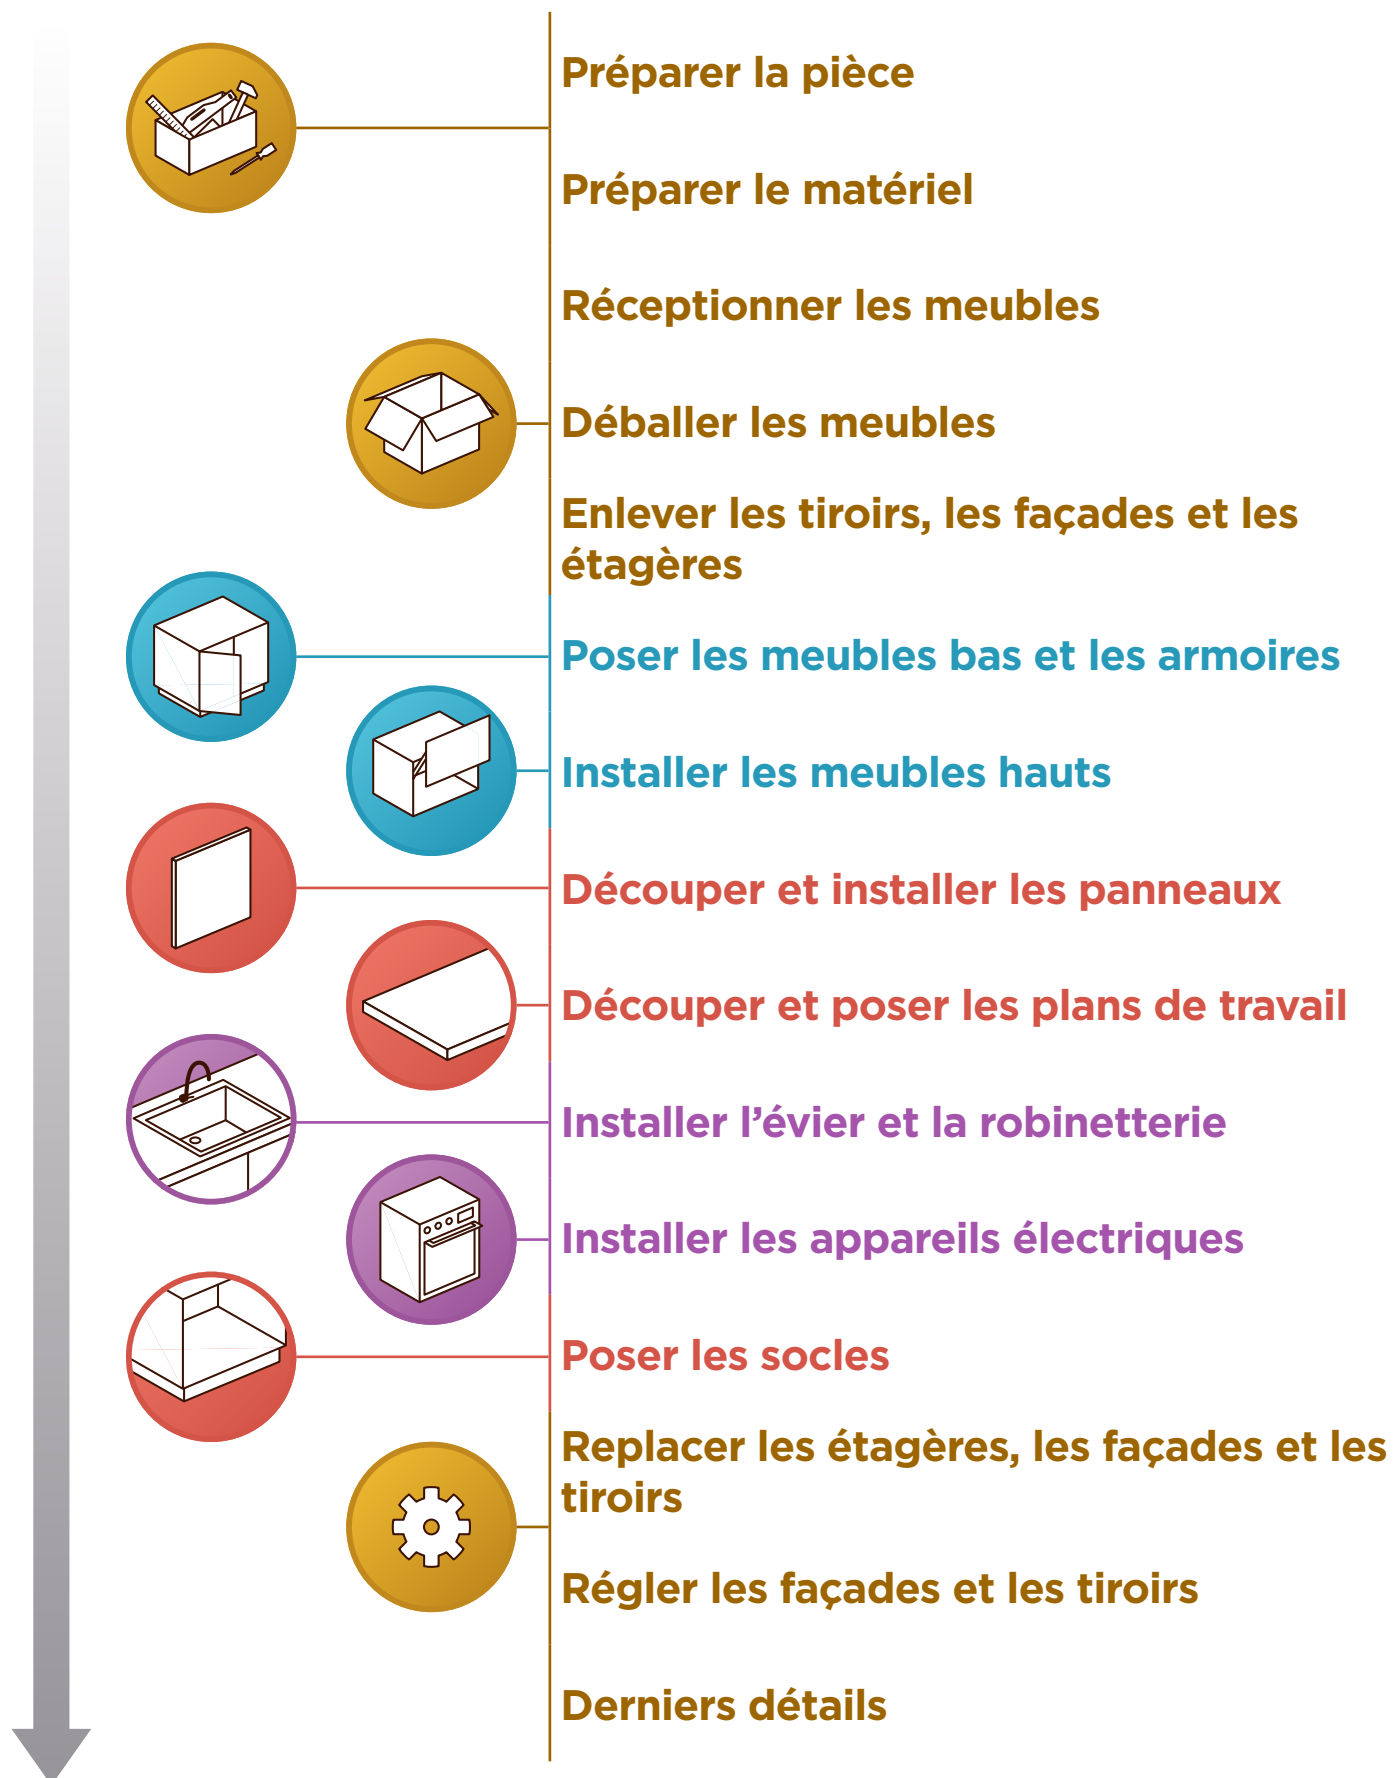 Préparer la pièce
Préparer le matériel
Réceptionner les meubles
Déballer les meubles
Enlever les tiroirs, les façades et les
étagères
Poser les meubles bas et les armoires
Installer les meubles hauts
Découper et installer les panneaux
Découper et poser les plans de travail
Installer l’évier et la robinetterie
Installer les appareils électriques
Poser les socles
Replacer les étagères, les façades et les
tiroirs
Régler les façades et les tiroirs
Derniers détails